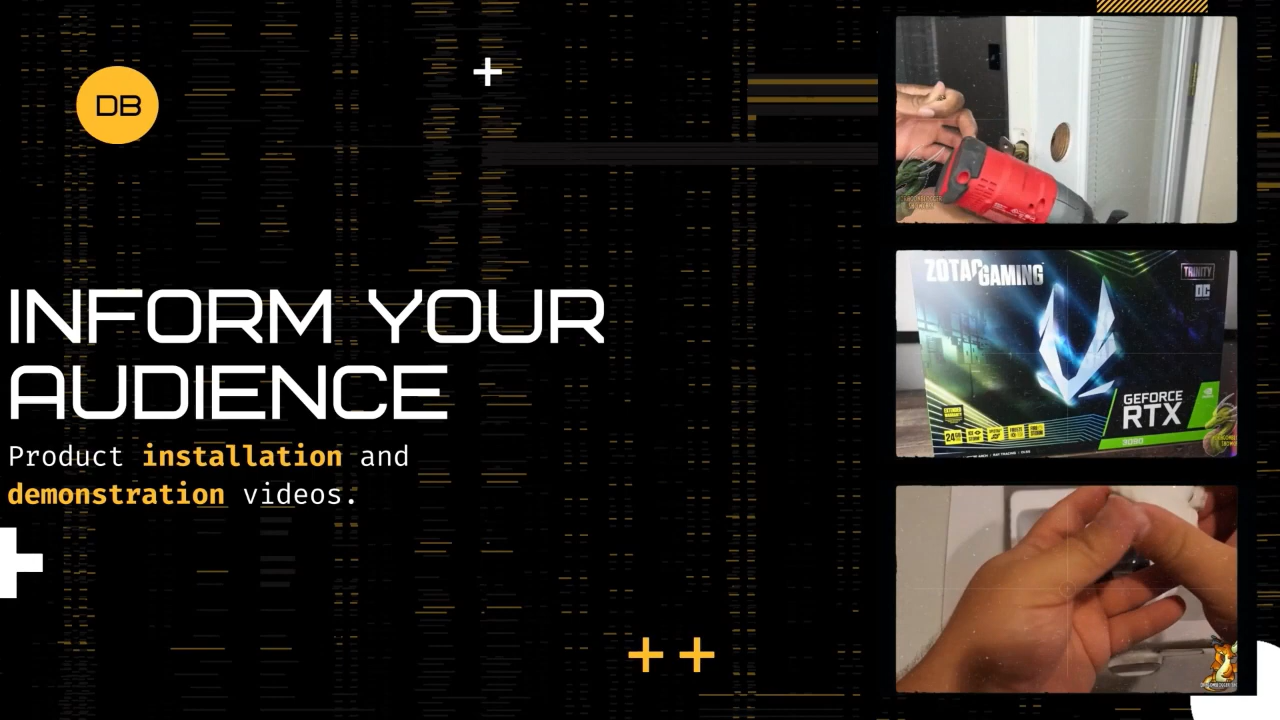 DB
INFORM YOUR
AUDIENCE
Product installation and
demonstration videos.
ZOTAC GAMING
TRINITY
OC
GEFORCE
RTX
3090